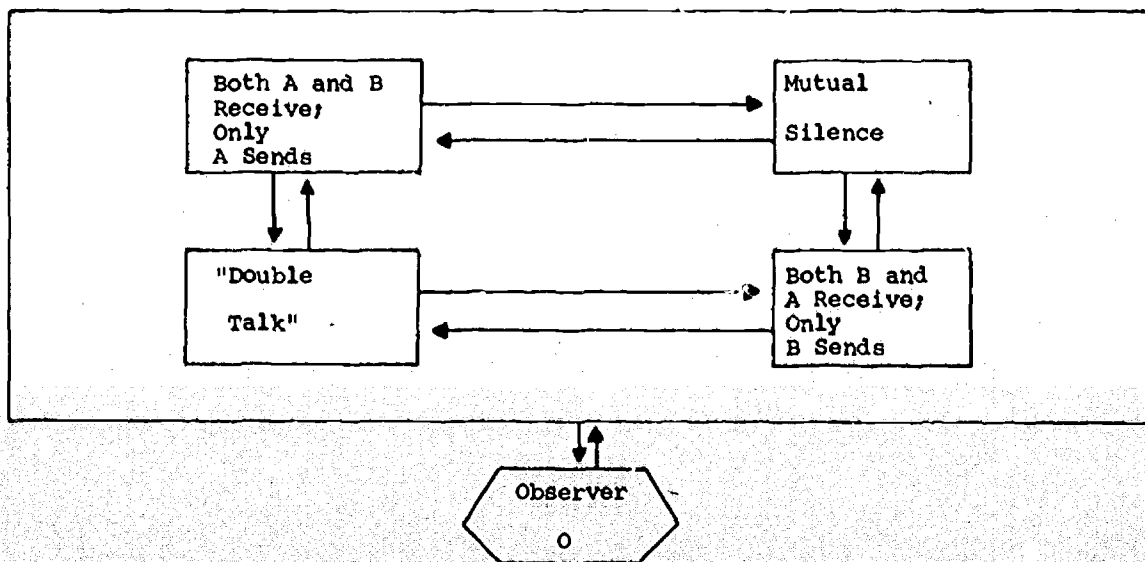 Both A and B
Receive;
Only
A Sends
Mutual
Silence
"Double
Talk"
Both B and
A Receive;
Only
B Sends
Observer
O